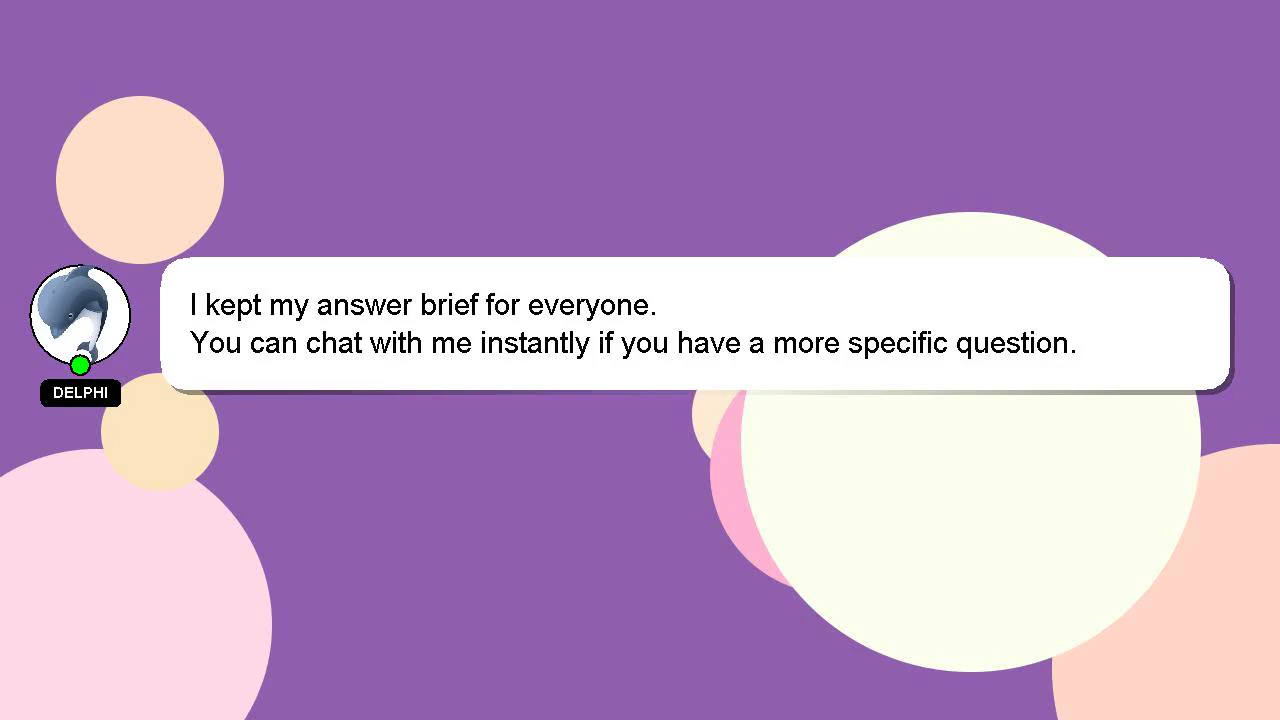 I kept my answer brief for everyone.
You can chat with me instantly if you have a more specific question.
DELPHI